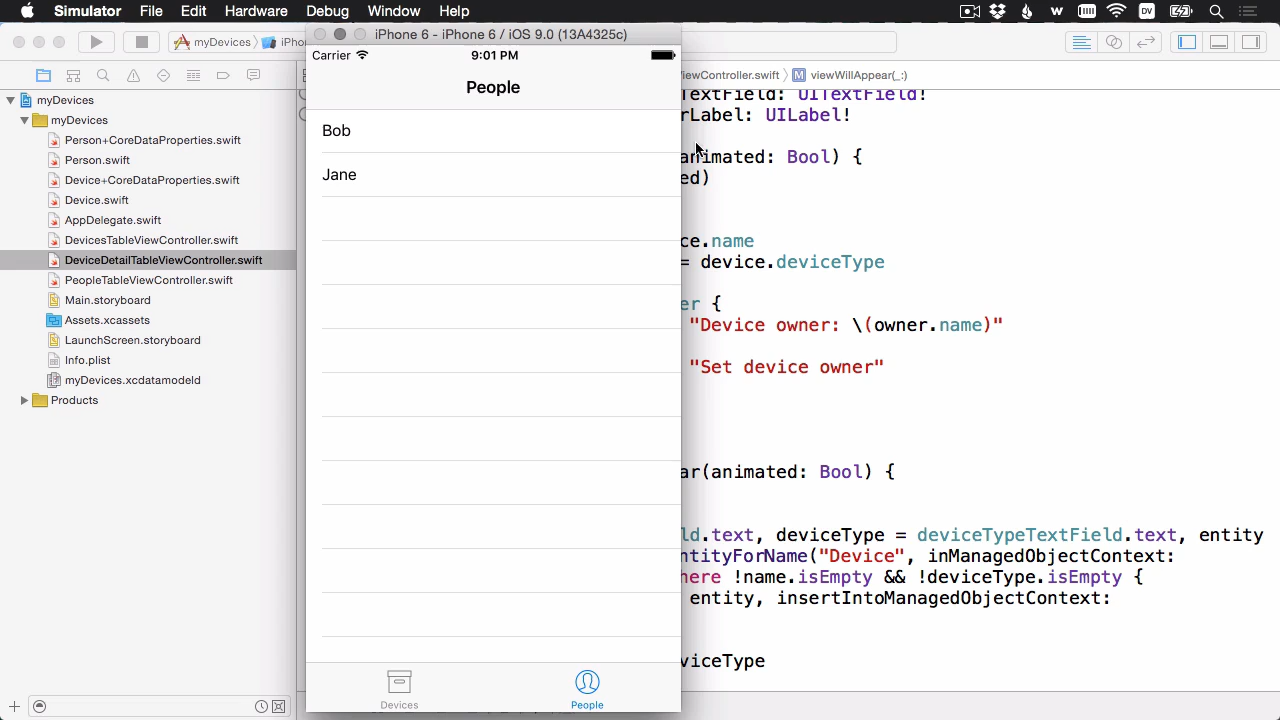 Simulator File Edit Hardware Debug Window Help
iPhone 6 - iPhone 6 / iOS 9.0 (13A4325c)
myDevices
Carrier 9:01 PM
People
Bob
Jane
Devices People
myDevices
myDevices
Person+CoreDataProperties.swift
Person.swift
Device+CoreDataProperties.swift
Device.swift
AppDelegate.swift
DevicesTableViewController.swift
DeviceDetailTableViewController.swift
PeopleTableViewController.swift
Main.storyboard
Assets.xcassets
LaunchScreen.storyboard
Info.plist
myDevices.xcdatamodeld
Products
iewController.swift viewWillAppear(_:)
TextField: UITextField!
rLabel: UILabel!
animated: Bool) {
ed)
ce.name
= device.deviceType
er {
"Device owner: \(owner.name)"
"Set device owner"
ar(animated: Bool) {
ld.text, deviceType = deviceTypeTextField.text, entity
ntityForName("Device", inManagedObjectContext:
here !name.isEmpty && !deviceType.isEmpty {
entity, insertIntoManagedObjectContext:
viceType